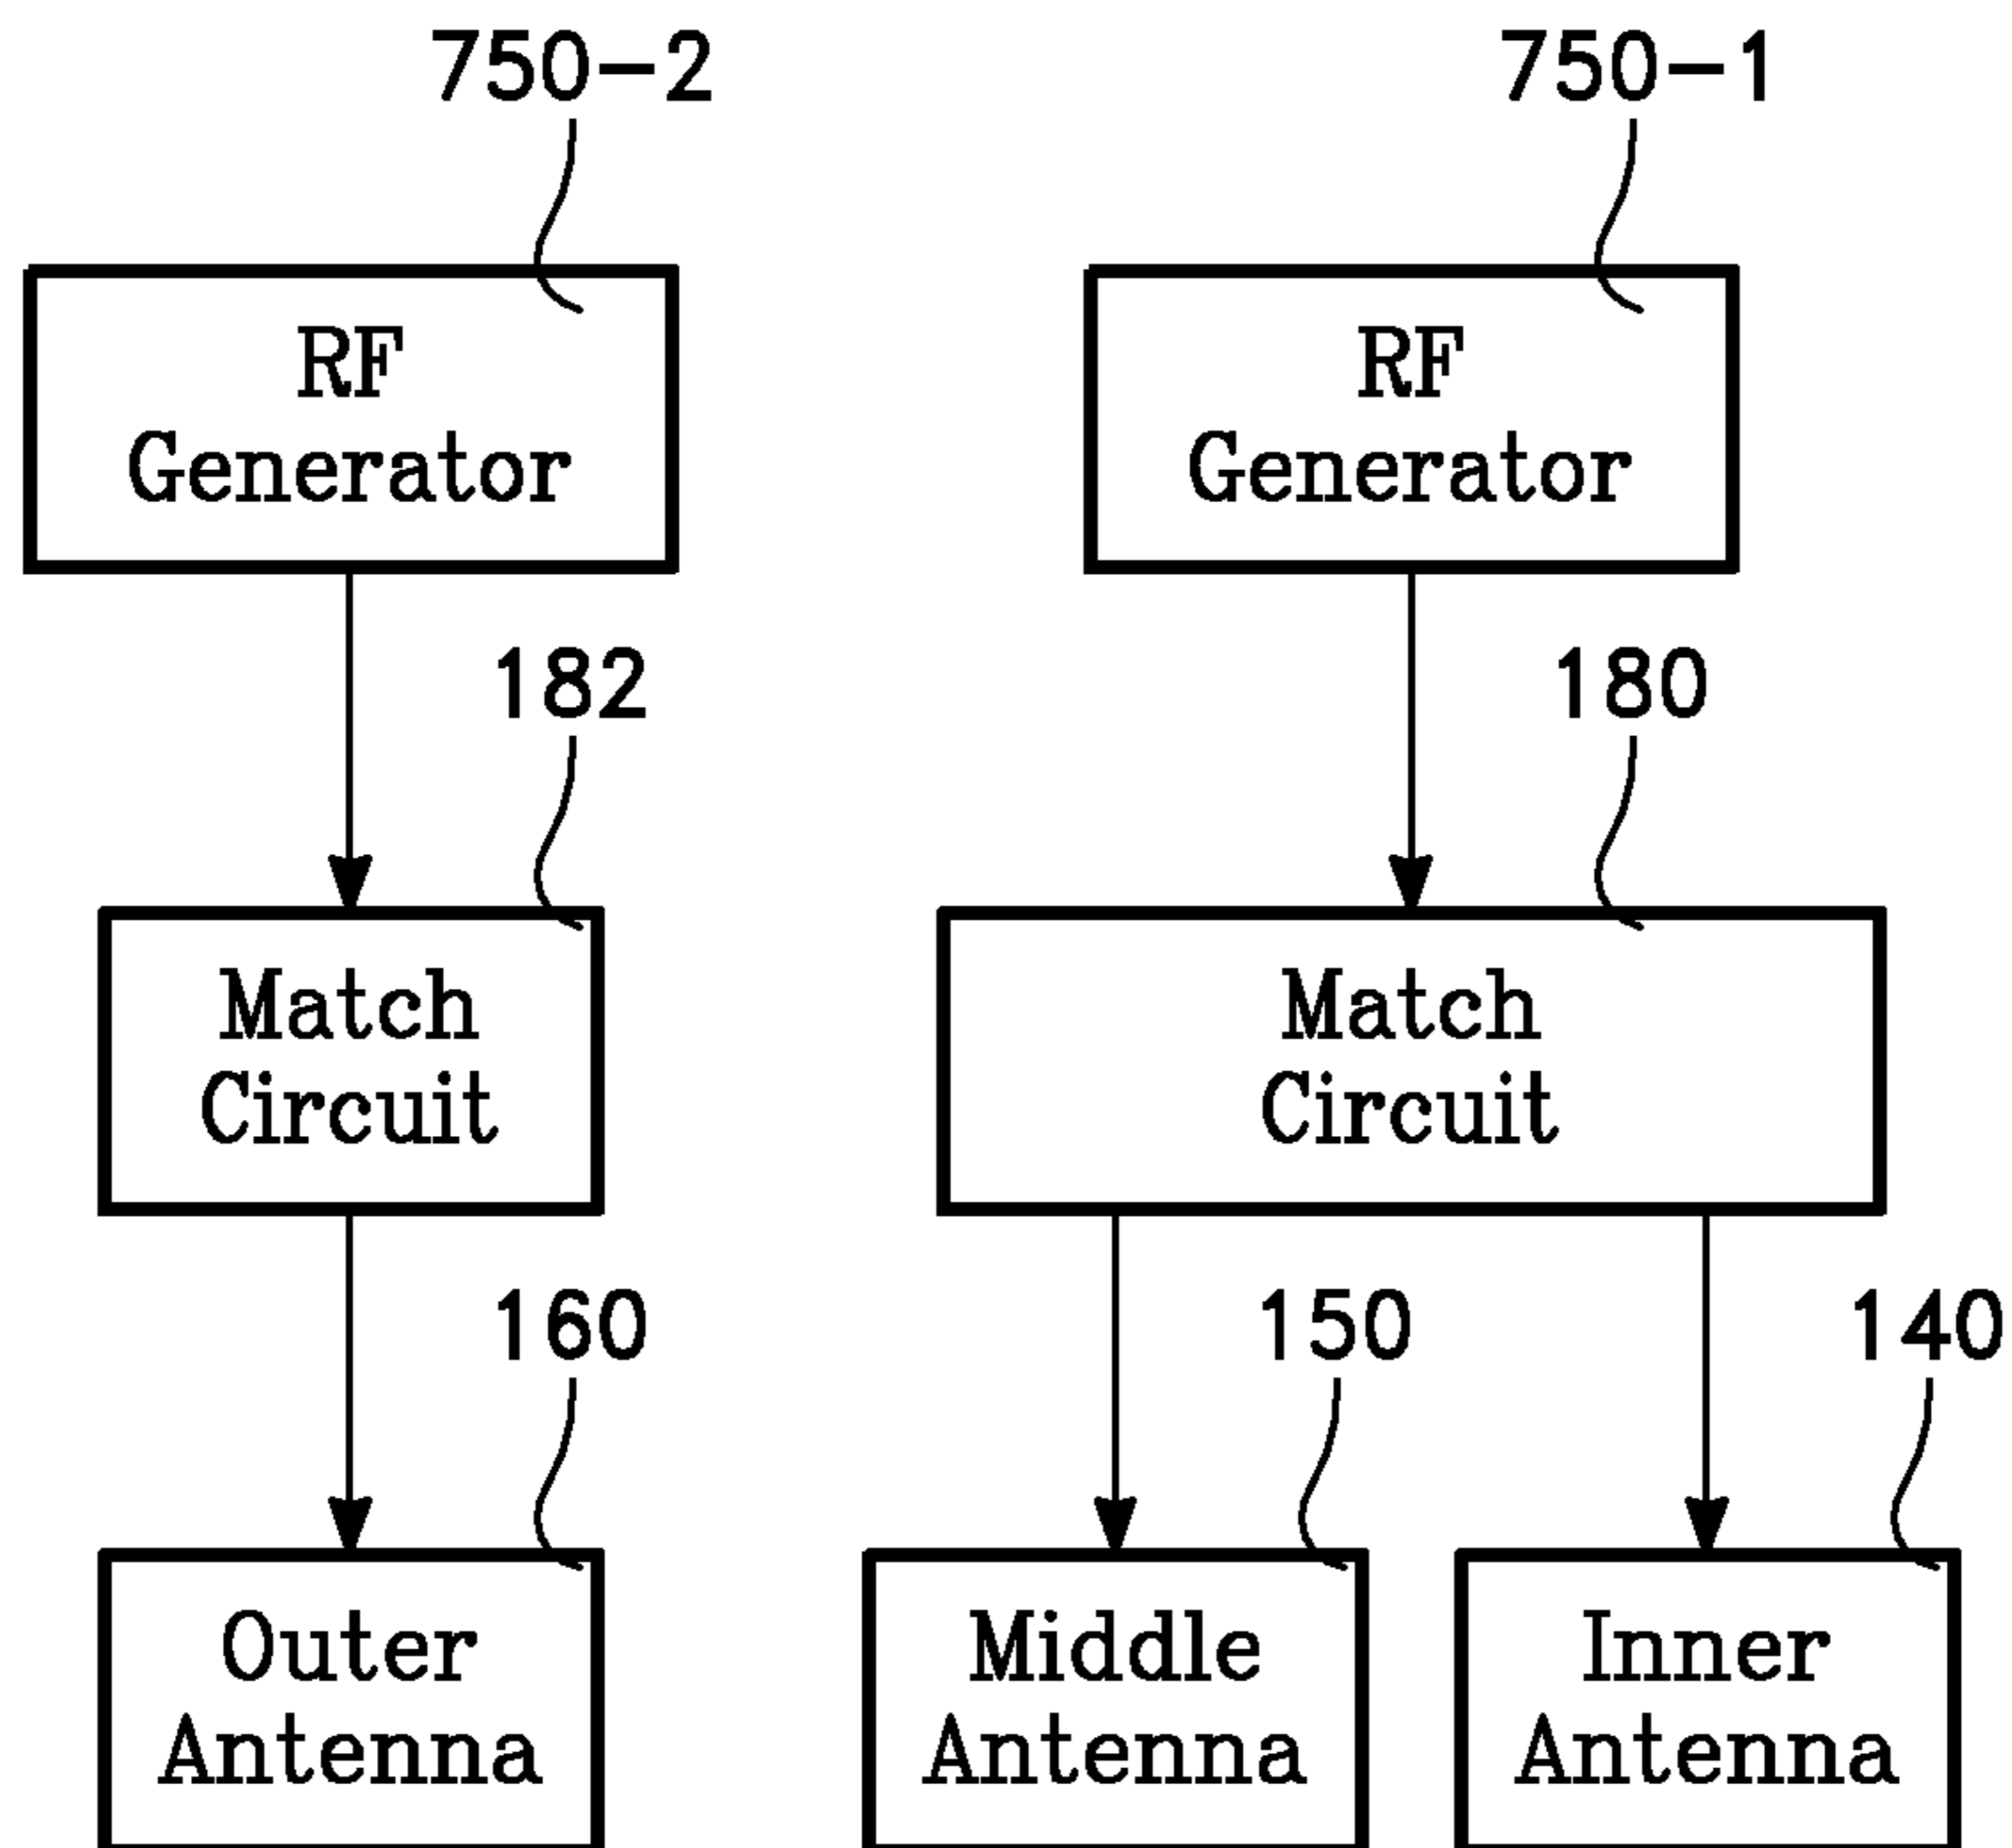 750-2
750-1
RF
Generator
RF
Generator
182
180
Match
Circuit
Match
Circuit
160
150
140
Outer
Antenna
Middle
Antenna
Inner
Antenna